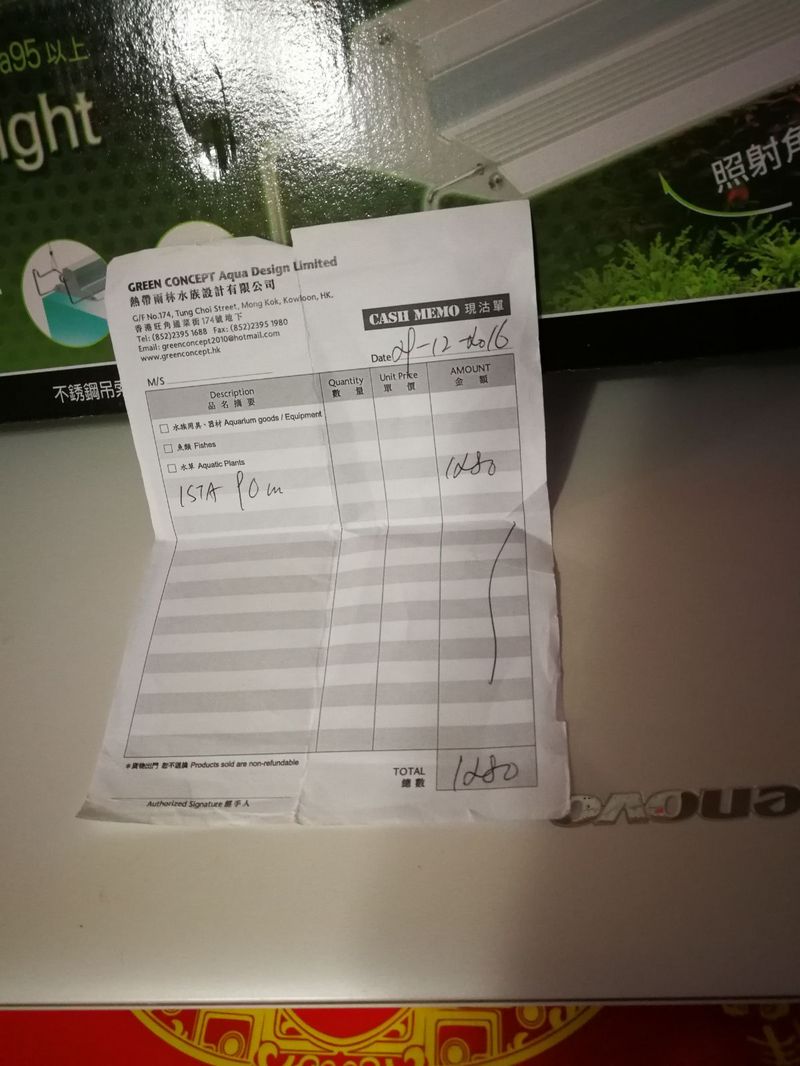 a95 以上
ight
照射角
不銹鋼吊索
GREEN CONCEPT Aqua Design Limited
熱帶雨林水族設計有限公司
G/F No.174, Tung Choi Street, Mong Kok, Kowloon, HK.
香港旺角通菜街174號地下
Tel: (852)2395 1688 Fax: (852)2395 1980
Email: greenconcept2010@hotmail.com
www.greenconcept.hk
CASH MEMO 現沽單
Date 29-12-2016
M/S
Description Quantity Unit Price AMOUNT
品名摘要 數量 單價 金額
水族用具、器材 Aquarium goods / Equipment
魚類 Fishes
水草 Aquatic Plants
ISTA 90cm 1280
*貨物出門 恕不退換 Products sold are non-refundable
TOTAL 1280
總數
Authorized Signature 經手人
enovo